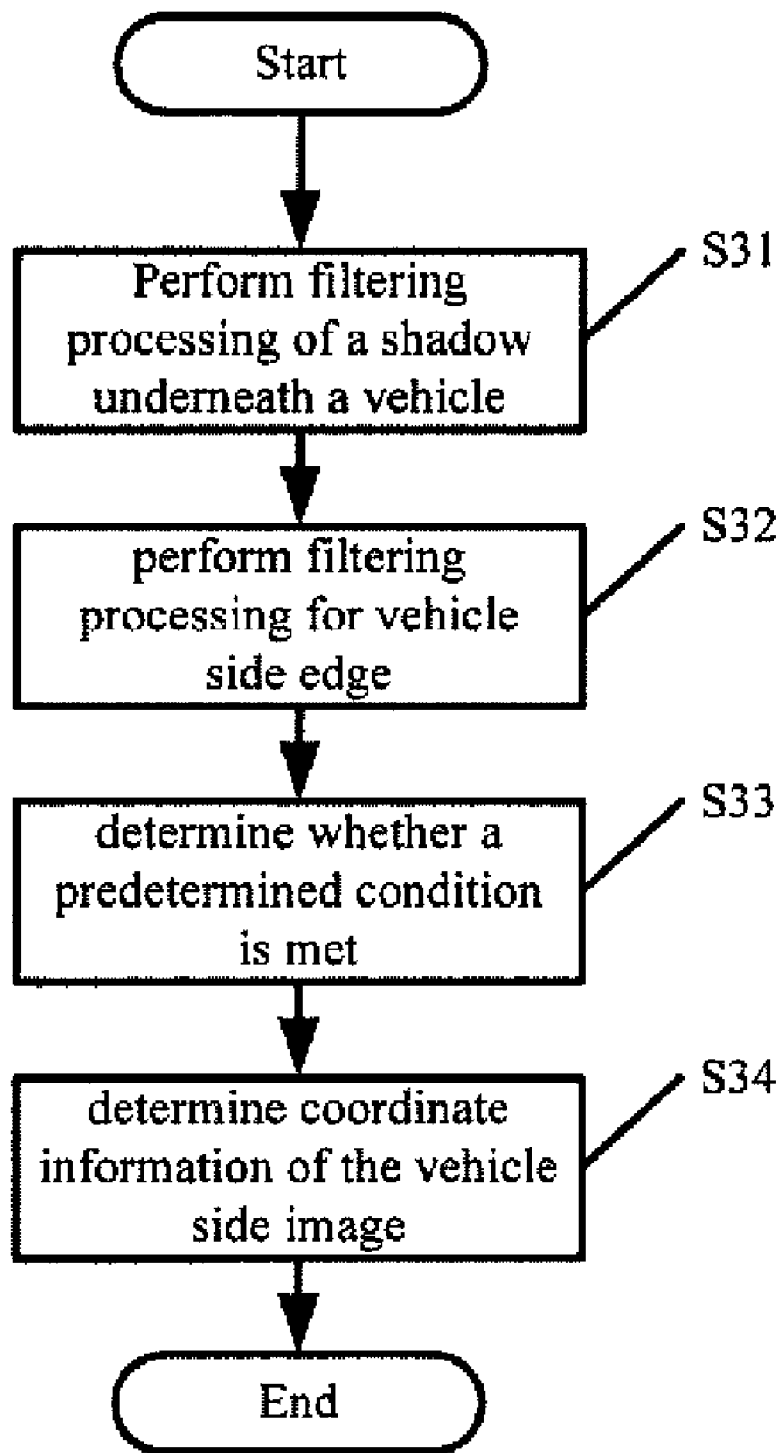 Start
Perform filtering
processing of a shadow
underneath a vehicle
S31
perform filtering
processing for vehicle
side edge
S32
determine whether a
predetermined condition
is met
S33
determine coordinate
information of the vehicle
side image
S34
End